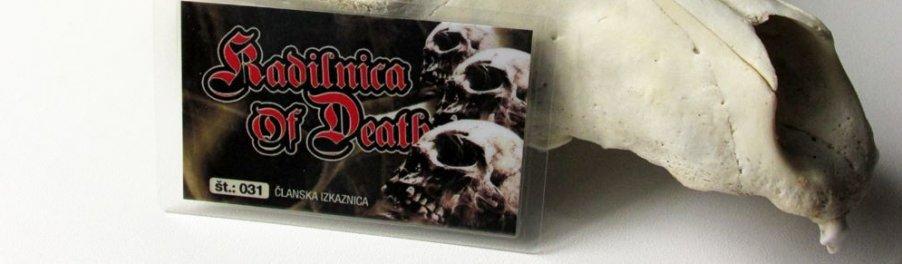 Kadilnica
Of Death
št.: 031 ČLANSKA IZKAZNICA